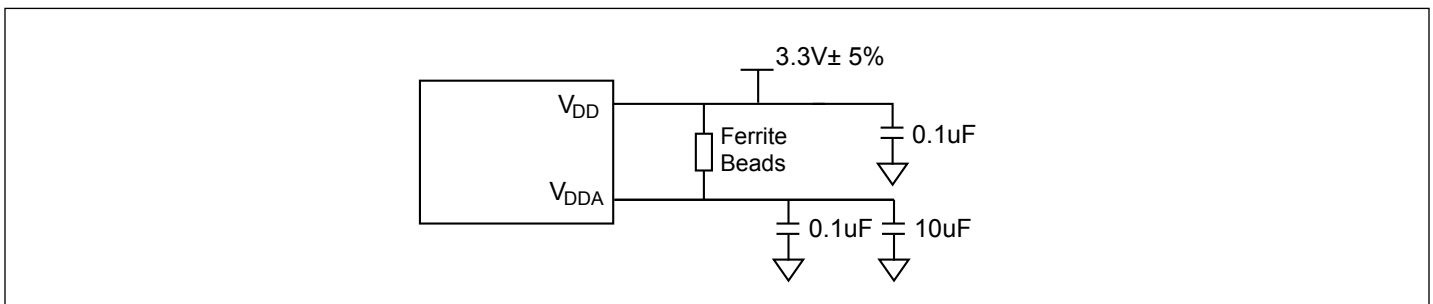 3.3V± 5%
VDD
0.1uF
Ferrite
Beads
VDDA
0.1uF
10uF